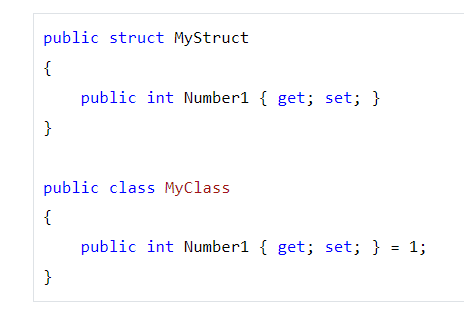 public struct MyStruct
{
    public int Number1 { get; set; }
}

public class MyClass
{
    public int Number1 { get; set; } = 1;
}